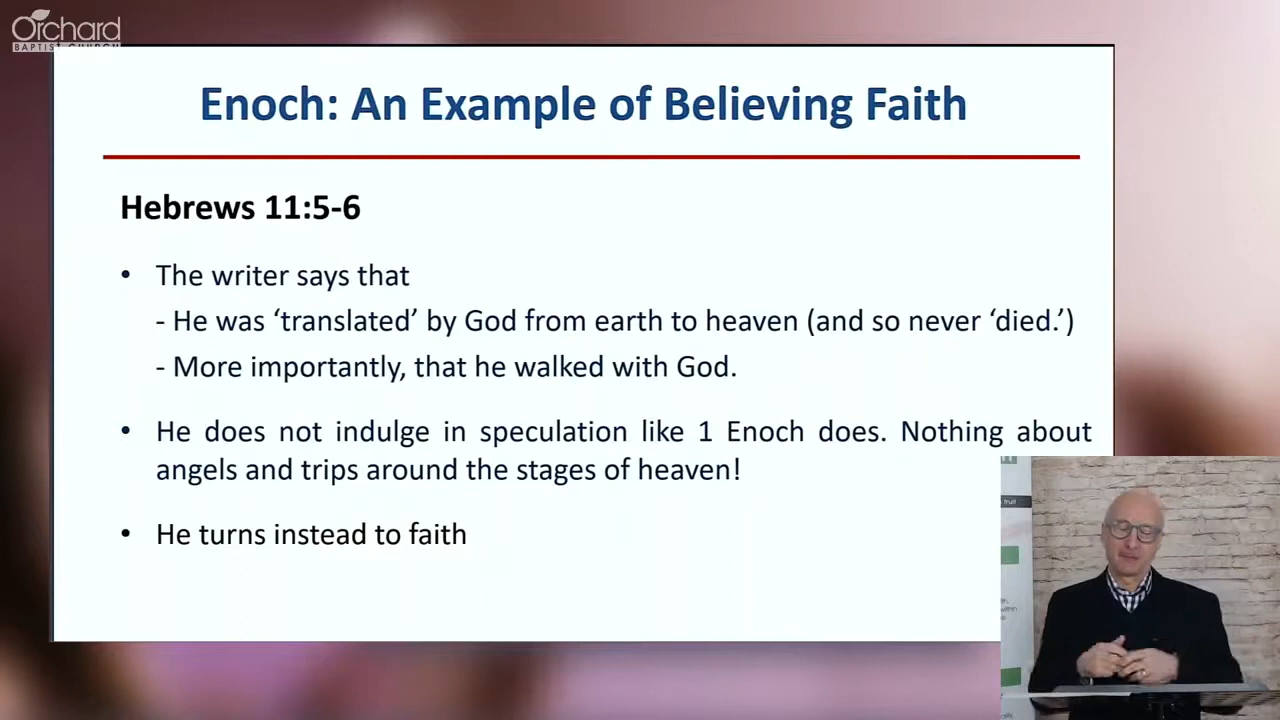 Orchard
BAPTIST CHURCH
Enoch: An Example of Believing Faith
Hebrews 11:5-6
• The writer says that
- He was ‘translated’ by God from earth to heaven (and so never ‘died.’)
- More importantly, that he walked with God.
• He does not indulge in speculation like 1 Enoch does. Nothing about
angels and trips around the stages of heaven!
• He turns instead to faith
fruit